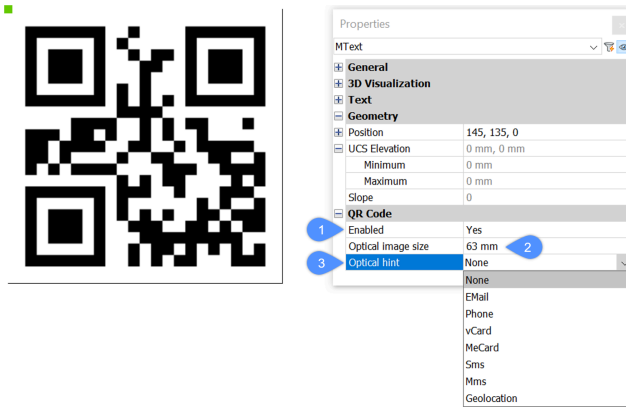 Properties
MText
General
3D Visualization
Text
Geometry
Position 145, 135, 0
UCS Elevation 0 mm, 0 mm
Minimum 0 mm
Maximum 0 mm
Slope 0
QR Code
1 Enabled Yes
Optical image size 63 mm 2
3 Optical hint None
None
EMail
Phone
vCard
MeCard
Sms
Mms
Geolocation